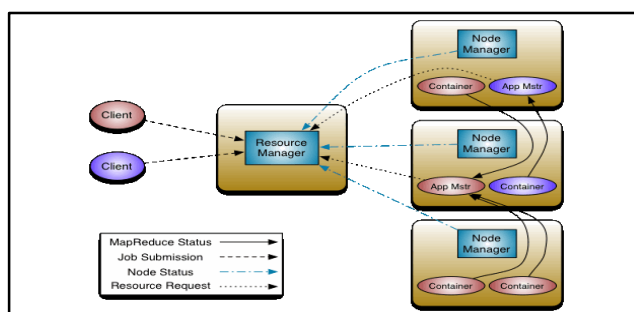 Node
Manager
Container
App Mstr
Client
Client
Resource
Manager
Node
Manager
App Mstr
Container
Node
Manager
Container
Container
MapReduce Status
Job Submission
Node Status
Resource Request